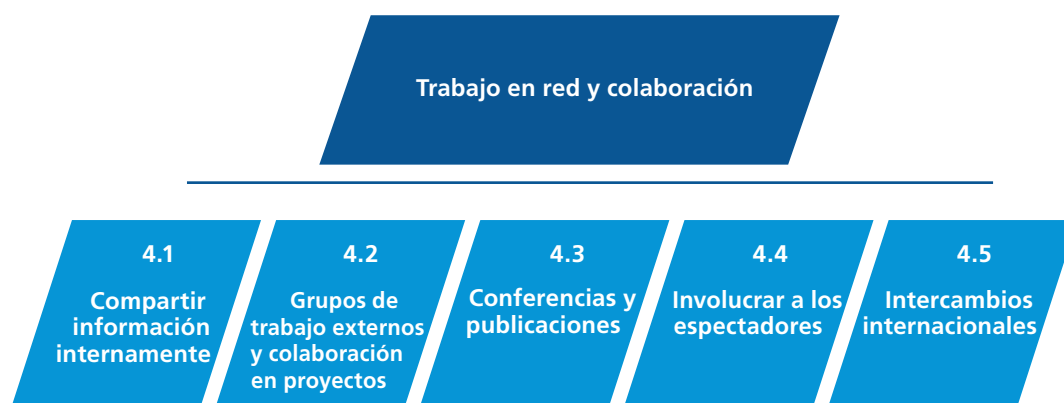 Trabajo en red y colaboración
4.1
Compartir
información
internamente
4.2
Grupos de
trabajo externos
y colaboración
en proyectos
4.3
Conferencias y
publicaciones
4.4
Involucrar a los
espectadores
4.5
Intercambios
internacionales